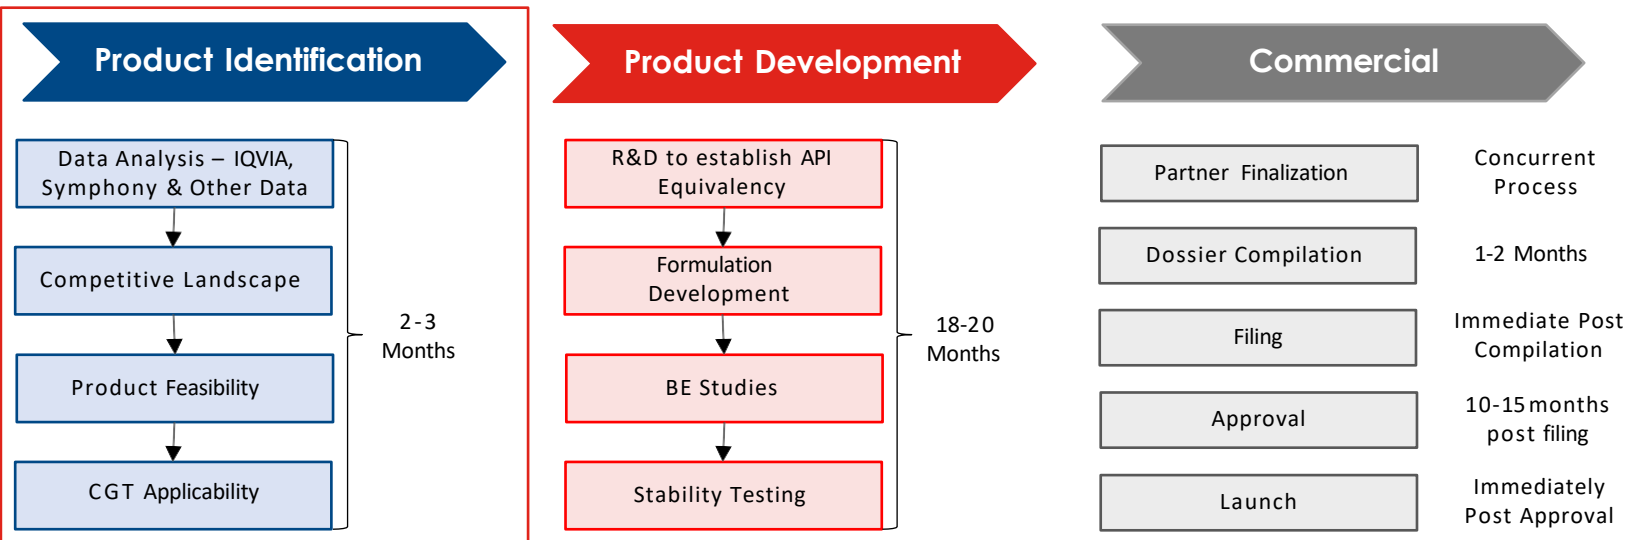 Product Identification
Data Analysis – IQVIA,
Symphony & Other Data
Competitive Landscape
Product Feasibility
CGT Applicability
2-3
Months
Product Development
R&D to establish API
Equivalency
Formulation
Development
BE Studies
Stability Testing
18-20
Months
Commercial
Partner Finalization
Concurrent
Process
Dossier Compilation
1-2 Months
Filing
Immediate Post
Compilation
Approval
10-15 months
post filing
Launch
Immediately
Post Approval